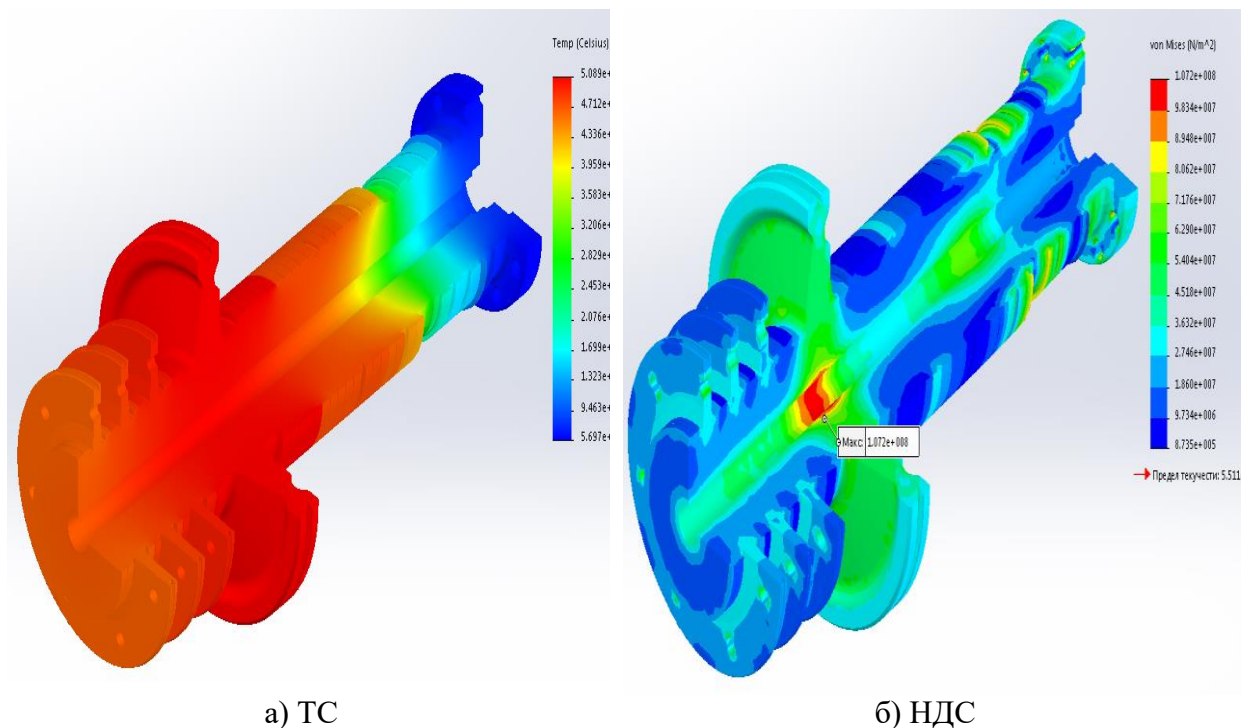 Temp (Celsius)
5.089e+
4.712e+
4.336e+
3.959e+
3.583e+
3.206e+
2.829e+
2.453e+
2.076e+
1.699e+
1.323e+
9.463e+
5.697e+
von Mises (N/m^2)
1.072e+008
9.834e+007
8.948e+007
8.062e+007
7.176e+007
6.290e+007
5.404e+007
4.518e+007
3.632e+007
2.746e+007
1.860e+007
9.734e+006
8.735e+005
Предел текучести: 5.511
Макс: 1.072e+008
а) ТС
б) НДС